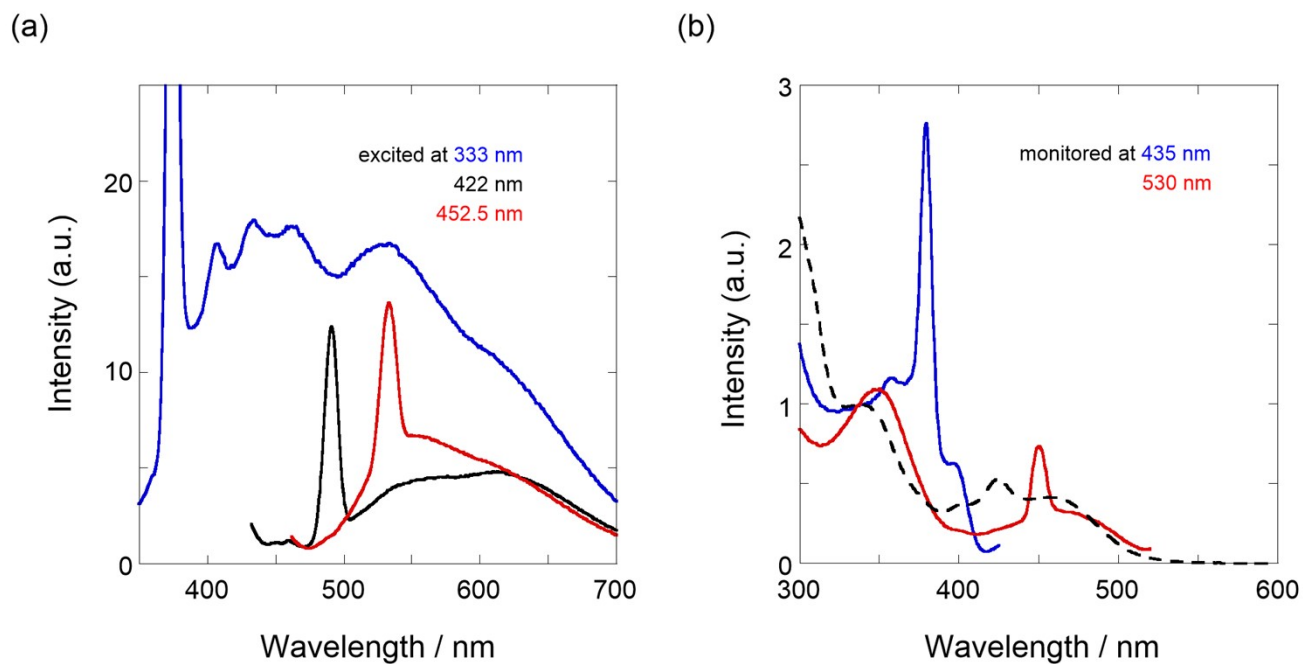 (a)
(b)
Intensity (a.u.)
20
10
0
400
500
600
700
Wavelength / nm
excited at 333 nm
422 nm
452.5 nm
Intensity (a.u.)
3
2
1
0
300
400
500
600
Wavelength / nm
monitored at 435 nm
530 nm